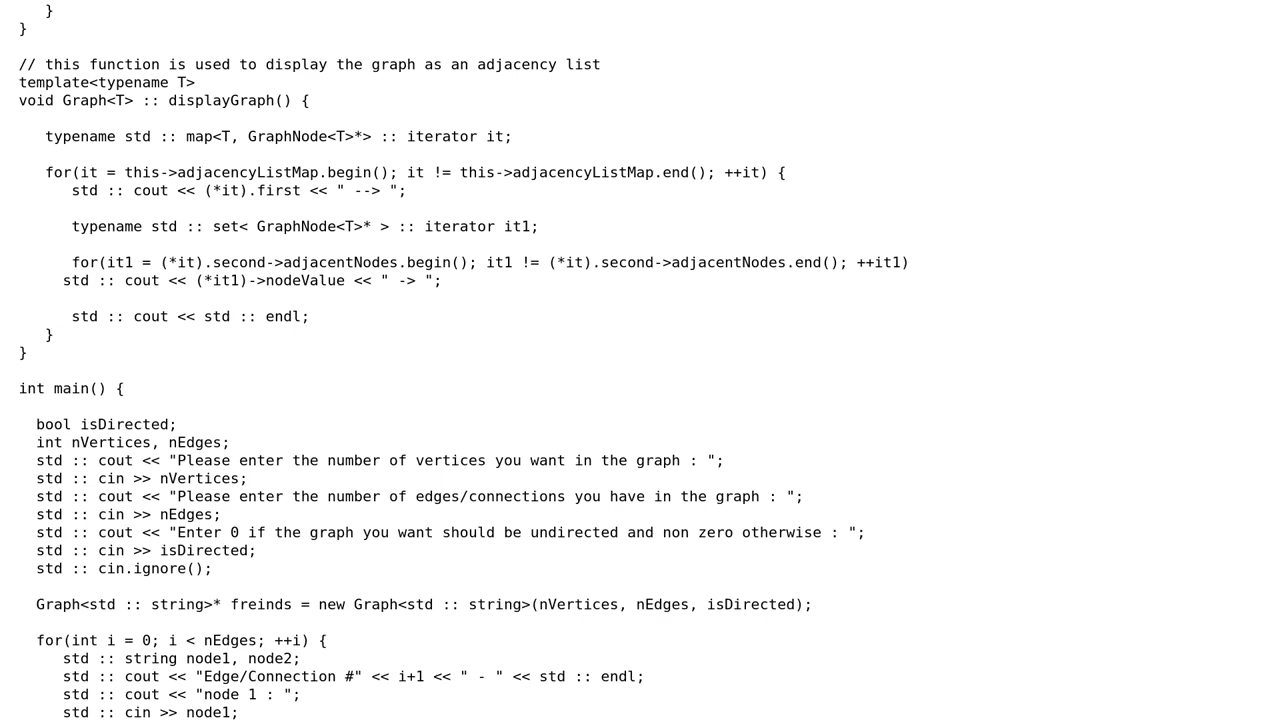 }
}

// this function is used to display the graph as an adjacency list
template<typename T>
void Graph<T> :: displayGraph() {

   typename std :: map<T, GraphNode<T>*> :: iterator it;

   for(it = this->adjacencyListMap.begin(); it != this->adjacencyListMap.end(); ++it) {
      std :: cout << (*it).first << " --> ";

      typename std :: set< GraphNode<T>* > :: iterator it1;

      for(it1 = (*it).second->adjacentNodes.begin(); it1 != (*it).second->adjacentNodes.end(); ++it1)
     std :: cout << (*it1)->nodeValue << " -> ";

      std :: cout << std :: endl;
   }
}

int main() {

  bool isDirected;
  int nVertices, nEdges;
  std :: cout << "Please enter the number of vertices you want in the graph : ";
  std :: cin >> nVertices;
  std :: cout << "Please enter the number of edges/connections you have in the graph : ";
  std :: cin >> nEdges;
  std :: cout << "Enter 0 if the graph you want should be undirected and non zero otherwise : ";
  std :: cin >> isDirected;
  std :: cin.ignore();

  Graph<std :: string>* freinds = new Graph<std :: string>(nVertices, nEdges, isDirected);

  for(int i = 0; i < nEdges; ++i) {
     std :: string node1, node2;
     std :: cout << "Edge/Connection #" << i+1 << " - " << std :: endl;
     std :: cout << "node 1 : ";
     std :: cin >> node1;